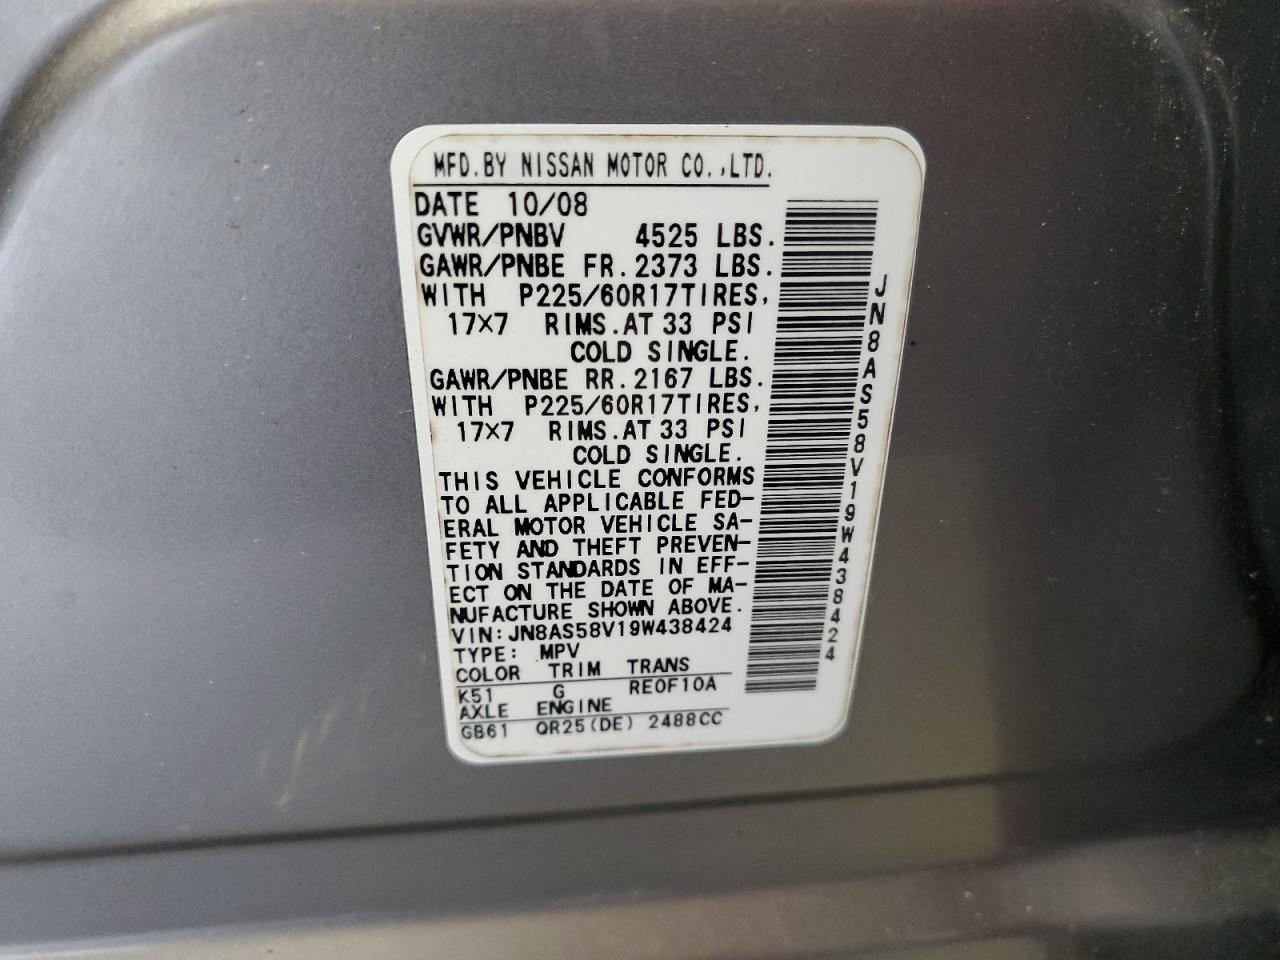 MFD.BY NISSAN MOTOR CO.,LTD.
DATE 10/08
GVWR/PNBV 4525 LBS.
GAWR/PNBE FR. 2373 LBS.
WITH P225/60R17TIRES,
17×7 RIMS.AT 33 PSI
COLD SINGLE.
GAWR/PNBE RR. 2167 LBS.
WITH P225/60R17TIRES,
17×7 RIMS.AT 33 PSI
COLD SINGLE.
THIS VEHICLE CONFORMS
TO ALL APPLICABLE FED-
ERAL MOTOR VEHICLE SA-
FETY AND THEFT PREVEN-
TION STANDARDS IN EFF-
ECT ON THE DATE OF MA-
NUFACTURE SHOWN ABOVE.
VIN:JN8AS58V19W438424
TYPE: MPV
COLOR TRIM TRANS
K51 G RE0F10A
AXLE ENGINE
GB61 QR25(DE) 2488CC
JN8AS58V19W438424